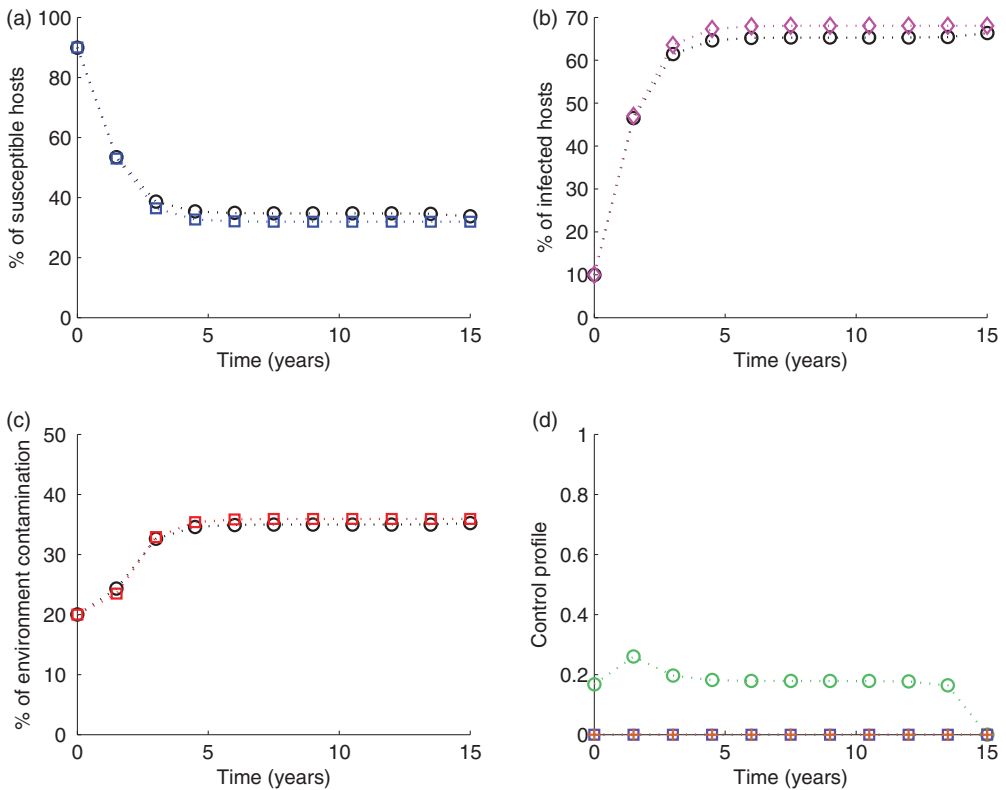 (a)
100
80
60
40
20
0
% of susceptible hosts
0 5 10 15
Time (years)
(b)
70
60
50
40
30
20
10
0
% of infected hosts
0 5 10 15
Time (years)
(c)
50
40
30
20
10
0
% of environment contamination
0 5 10 15
Time (years)
(d)
1
0.8
0.6
0.4
0.2
0
Control profile
0 5 10 15
Time (years)